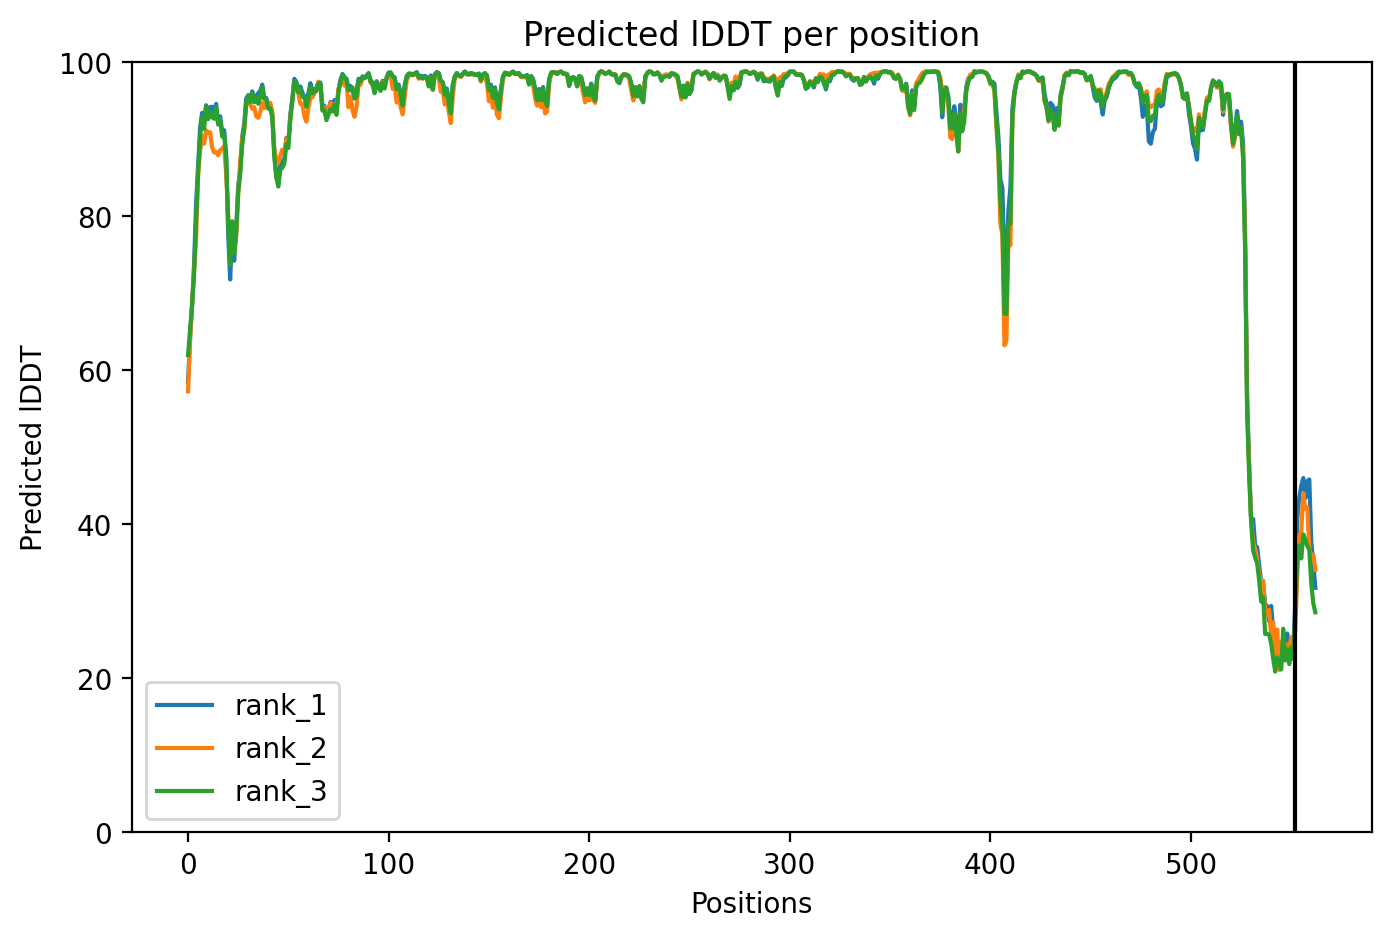 Predicted lDDT per position
100
80
60
40
20
0
Predicted lDDT
rank_1
rank_2
rank_3
0 100 200 300 400 500
Positions